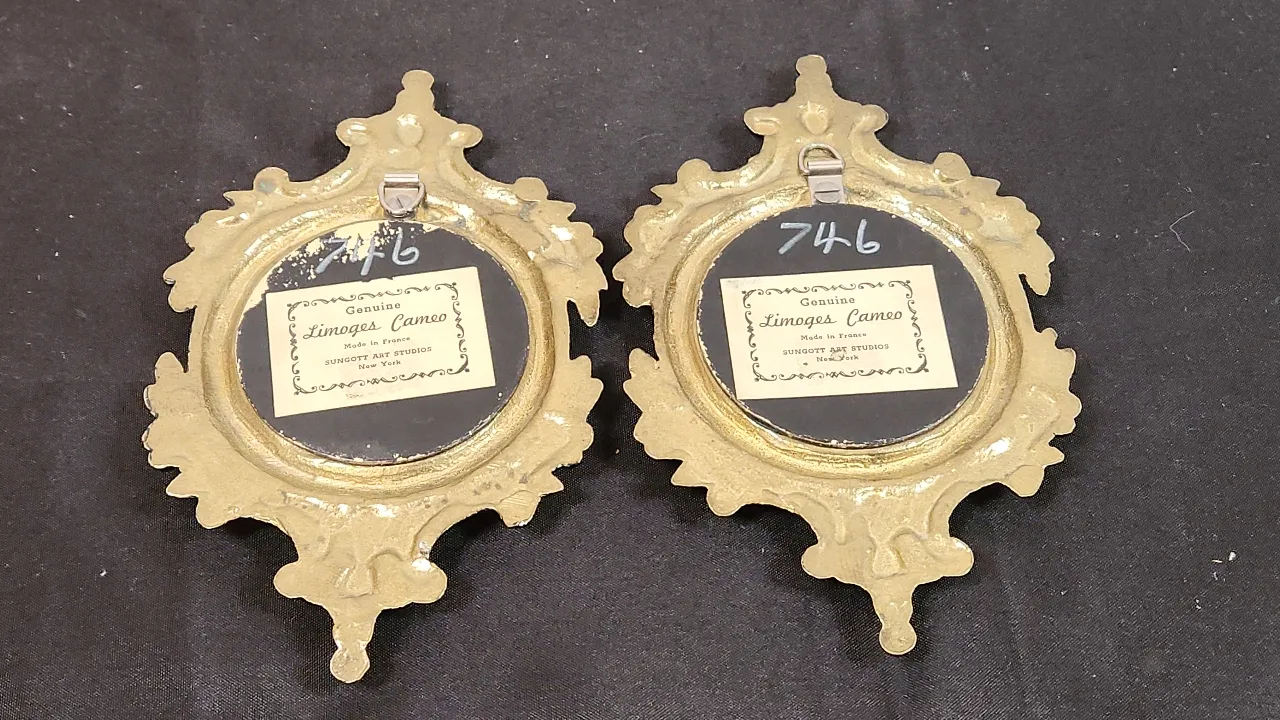 746
Genuine
Limoges Cameo
Made in France
SUNGOTT ART STUDIOS
New York
746
Genuine
Limoges Cameo
Made in France
SUNGOTT ART STUDIOS
New York